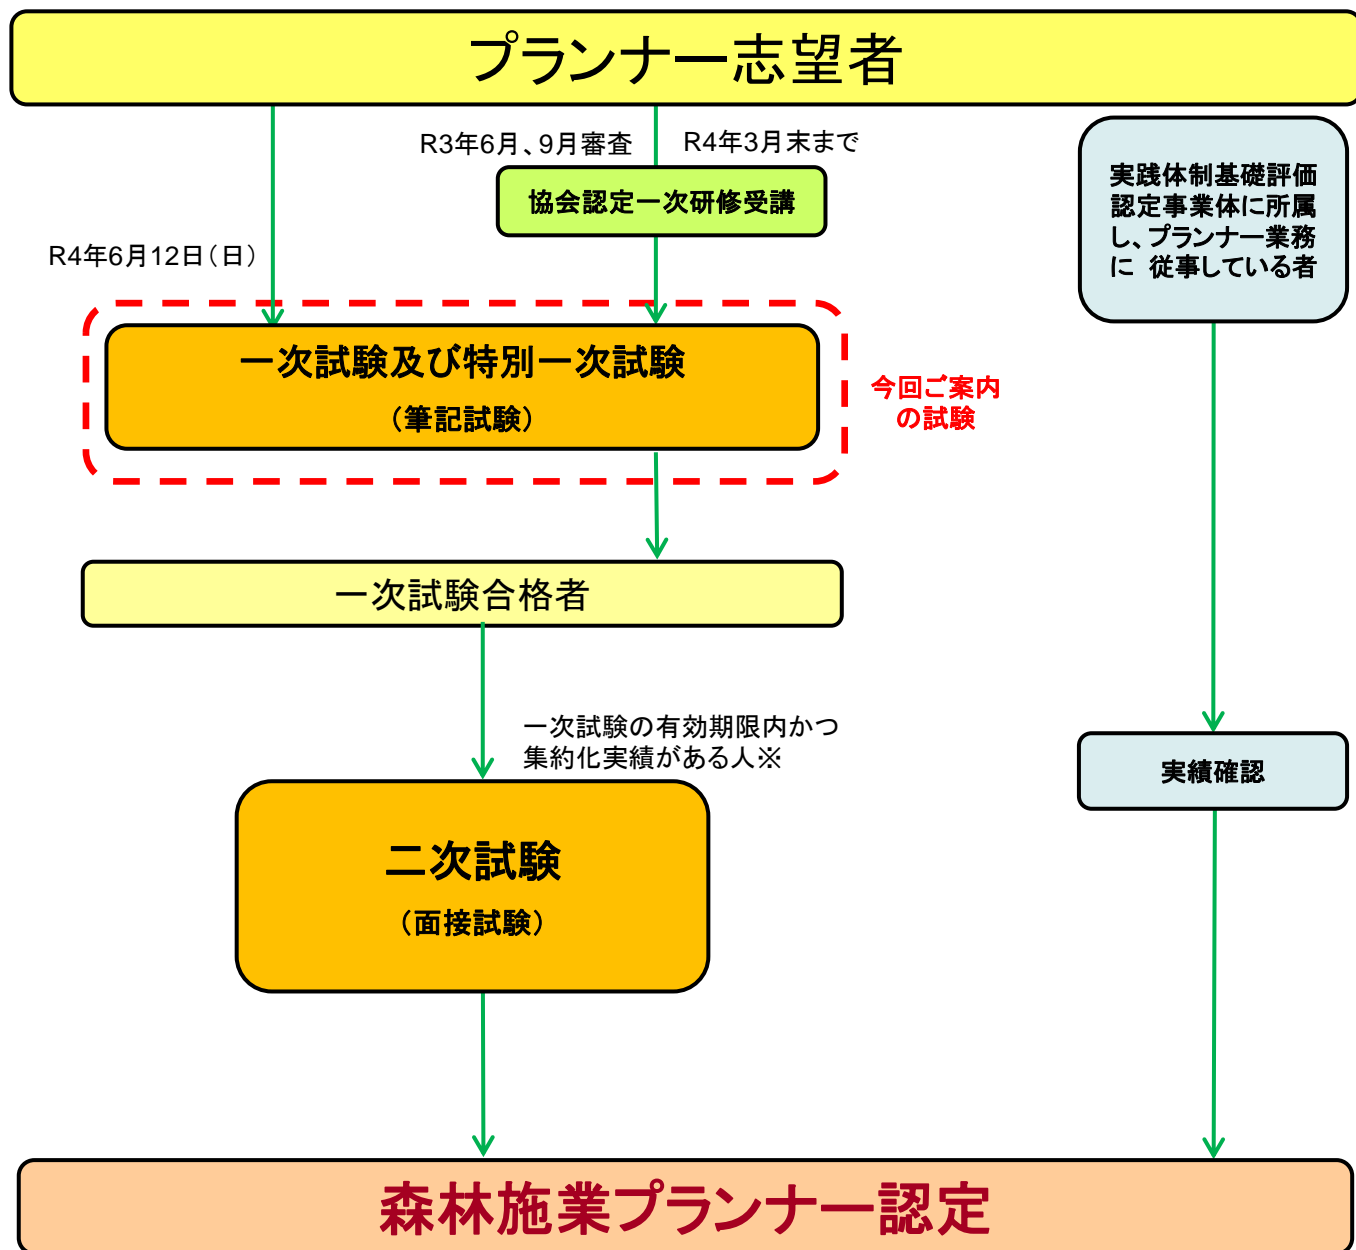 プランナー志望者
R3年6月、9月審査
R4年3月末まで
協会認定一次研修受講
R4年6月12日（日）
実践体制基礎評価
認定事業体に所属
し、プランナー業務
に 従事している者
一次試験及び特別一次試験
（筆記試験）
今回ご案内
の試験
一次試験合格者
一次試験の有効期限内かつ
集約化実績がある人※
実績確認
二次試験
（面接試験）
森林施業プランナー認定